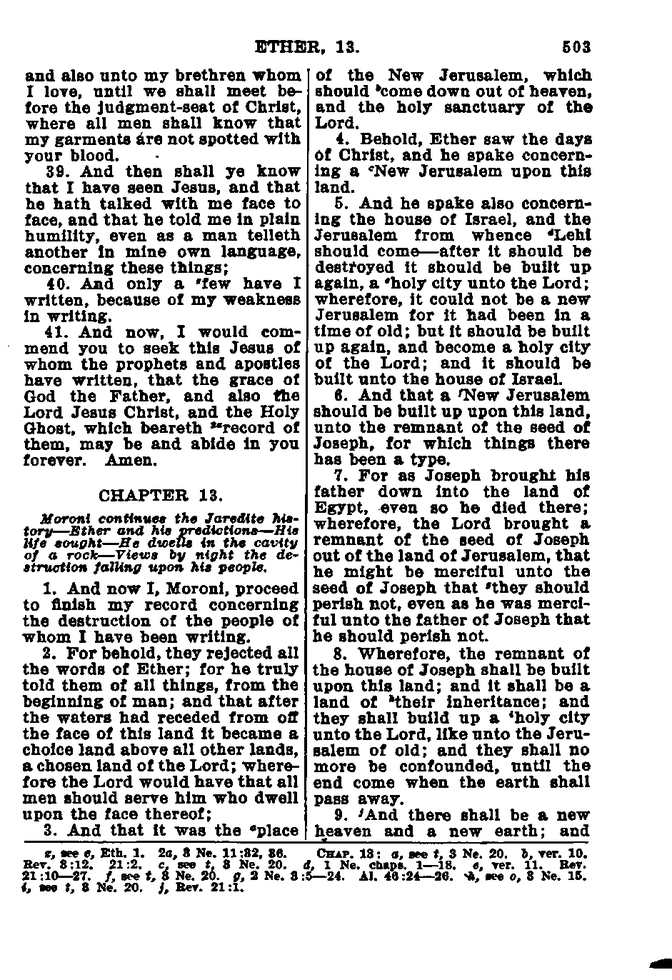 ETHER, 13. 503
and also unto my brethren whom
I love, until we shall meet be-
fore the judgment-seat of Christ,
where all men shall know that
my garments are not spotted with
your blood.
39. And then shall ye know
that I have seen Jesus, and that
he hath talked with me face to
face, and that he told me in plain
humility, even as a man telleth
another in mine own language,
concerning these things;
40. And only a few have I
written, because of my weakness
in writing.
41. And now, I would com-
mend you to seek this Jesus of
whom the prophets and apostles
have written, that the grace of
God the Father, and also the
Lord Jesus Christ, and the Holy
Ghost, which beareth record of
them, may be and abide in you
forever. Amen.
CHAPTER 13.
Moroni continues the Jaredite his-
tory—Ether and his predictions—His
life sought—He dwells in the cavity
of a rock—Views by night the de-
struction falling upon his people.
1. And now I, Moroni, proceed
to finish my record concerning
the destruction of the people of
whom I have been writing.
2. For behold, they rejected all
the words of Ether; for he truly
told them of all things, from the
beginning of man; and that after
the waters had receded from off
the face of this land it became a
choice land above all other lands,
a chosen land of the Lord; where-
fore the Lord would have that all
men should serve him who dwell
upon the face thereof;
3. And that it was the ᵃplace
of the New Jerusalem, which
should ᵇcome down out of heaven,
and the holy sanctuary of the
Lord.
4. Behold, Ether saw the days
of Christ, and he spake concern-
ing a ᶜNew Jerusalem upon this
land.
5. And he spake also concern-
ing the house of Israel, and the
Jerusalem from whence ᵈLehi
should come—after it should be
destroyed it should be built up
again, a ᵉholy city unto the Lord;
wherefore, it could not be a new
Jerusalem for it had been in a
time of old; but it should be built
up again, and become a holy city
of the Lord; and it should be
built unto the house of Israel.
6. And that a ᶠNew Jerusalem
should be built up upon this land,
unto the remnant of the seed of
Joseph, for which things there
has been a type.
7. For as Joseph brought his
father down into the land of
Egypt, even so he died there;
wherefore, the Lord brought a
remnant of the seed of Joseph
out of the land of Jerusalem, that
he might be merciful unto the
seed of Joseph that ᵍthey should
perish not, even as he was merci-
ful unto the father of Joseph that
he should perish not.
8. Wherefore, the remnant of
the house of Joseph shall be built
upon this land; and it shall be a
land of ʰtheir inheritance; and
they shall build up a ⁱholy city
unto the Lord, like unto the Jeru-
salem of old; and they shall no
more be confounded, until the
end come when the earth shall
pass away.
9. ʲAnd there shall be a new
heaven and a new earth; and
see e, Eth. 1. 2a, 3 Ne. 11:32, 36. CHAP. 13: a, see t, 3 Ne. 20. b, ver. 10.
Rev. 3:12. 21:2. c, see t, 3 Ne. 20. d, 1 Ne. chaps. 1—18. e, ver. 11. Rev.
21:10—27. f, see t, 3 Ne. 20. g, 2 Ne. 3:5—24. Al. 46:24—26. h, see o, 3 Ne. 15.
i, see t, 3 Ne. 20. j, Rev. 21:1.